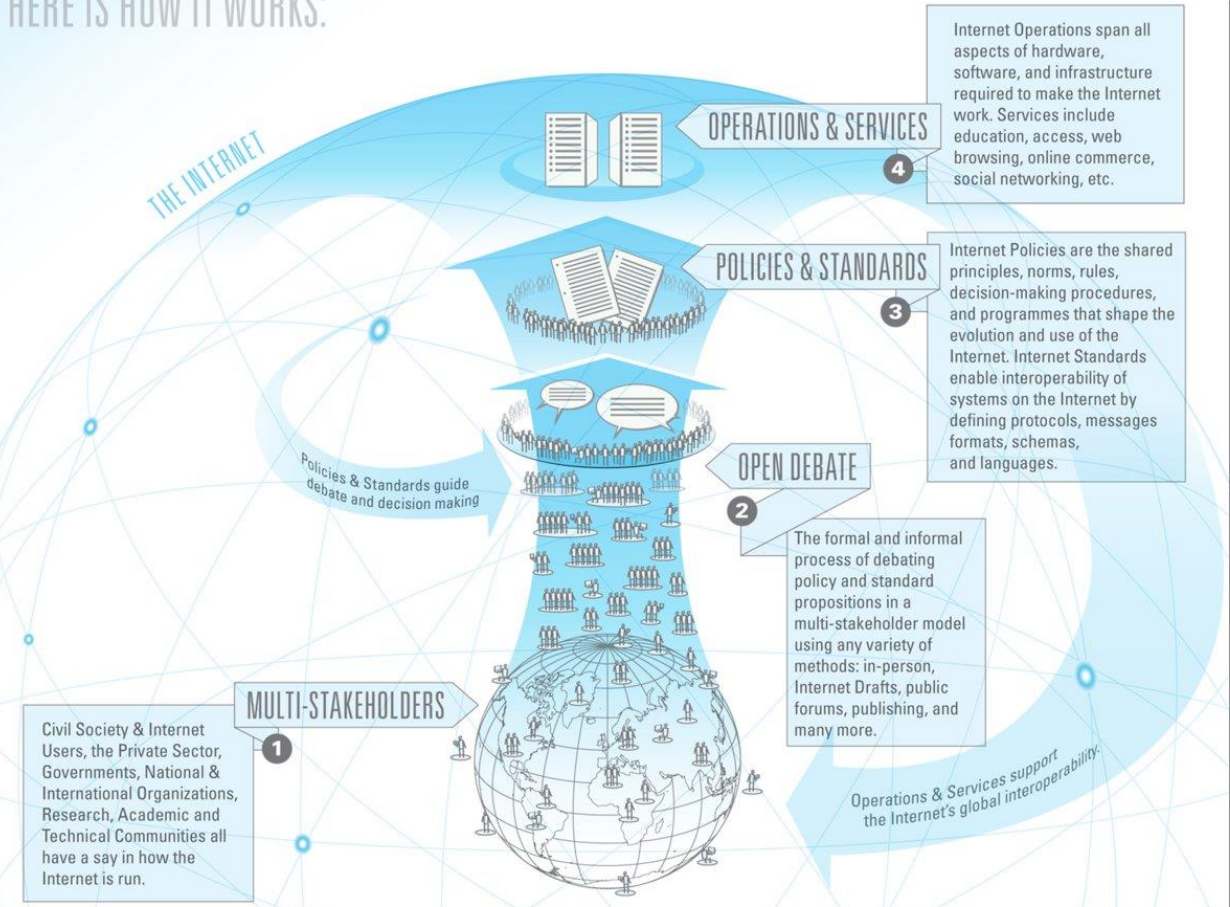 HERE IS HOW IT WORKS:
THE INTERNET
OPERATIONS & SERVICES
4
Internet Operations span all
aspects of hardware,
software, and infrastructure
required to make the Internet
work. Services include
education, access, web
browsing, online commerce,
social networking, etc.
POLICIES & STANDARDS
3
Internet Policies are the shared
principles, norms, rules,
decision-making procedures,
and programmes that shape the
evolution and use of the
Internet. Internet Standards
enable interoperability of
systems on the Internet by
defining protocols, messages
formats, schemas,
and languages.
Policies & Standards guide
debate and decision making
OPEN DEBATE
2
The formal and informal
process of debating
policy and standard
propositions in a
multi-stakeholder model
using any variety of
methods: in-person,
Internet Drafts, public
forums, publishing, and
many more.
MULTI-STAKEHOLDERS
1
Civil Society & Internet
Users, the Private Sector,
Governments, National &
International Organizations,
Research, Academic and
Technical Communities all
have a say in how the
Internet is run.
Operations & Services support
the Internet's global interoperability.